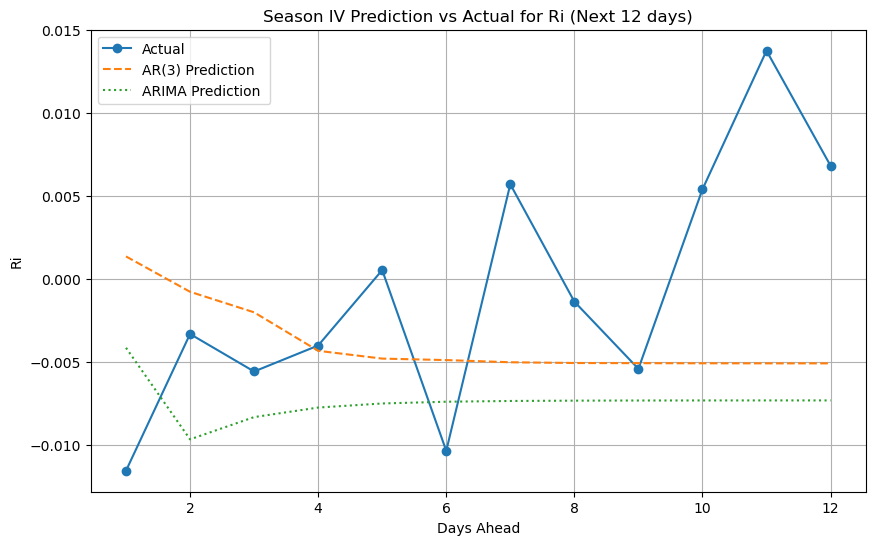 Season IV Prediction vs Actual for Ri (Next 12 days)
Actual
AR(3) Prediction
ARIMA Prediction
Ri
0.015
0.010
0.005
0.000
−0.005
−0.010
2 4 6 8 10 12
Days Ahead